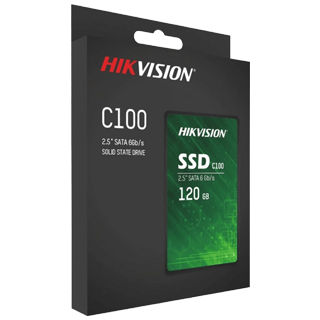 HIKVISION
C100
2.5" SATA 6Gb/s
SOLID STATE DRIVE
HIKVISION
SSD C100
2.5" SATA 6 Gb/s
120 GB